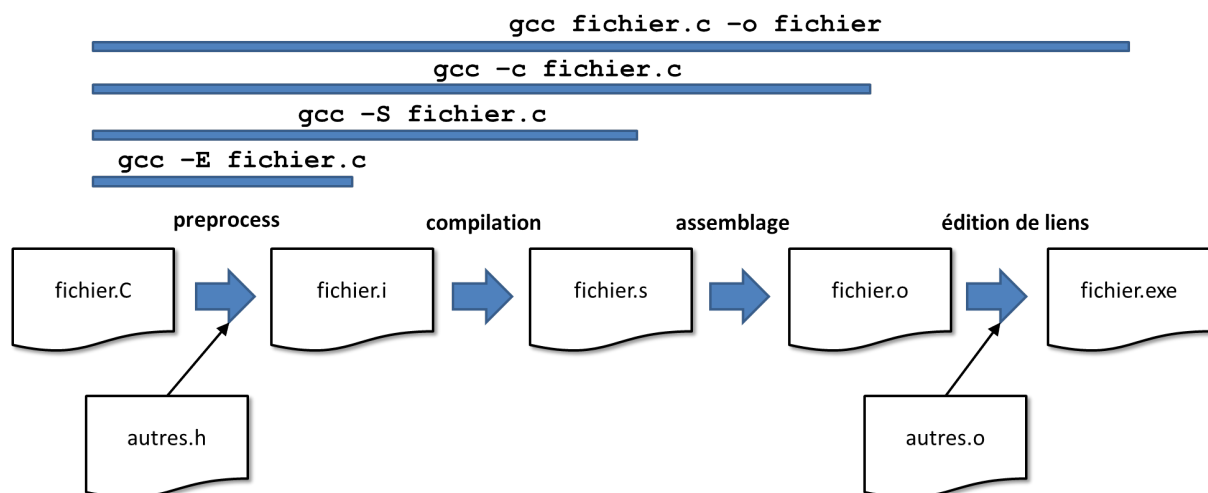 gcc fichier.c –o fichier
gcc –c fichier.c
gcc –S fichier.c
gcc –E fichier.c
preprocess compilation assemblage édition de liens
fichier.C fichier.i fichier.s fichier.o fichier.exe
autres.h autres.o